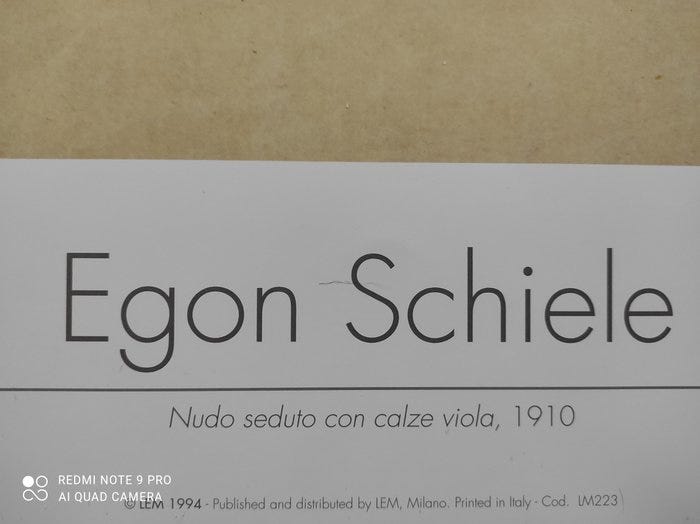 Egon Schiele
Nudo seduto con calze viola, 1910
REDMI NOTE 9 PRO
AI QUAD CAMERA
© LEM 1994 - Published and distributed by LEM, Milano. Printed in Italy - Cod. LM223